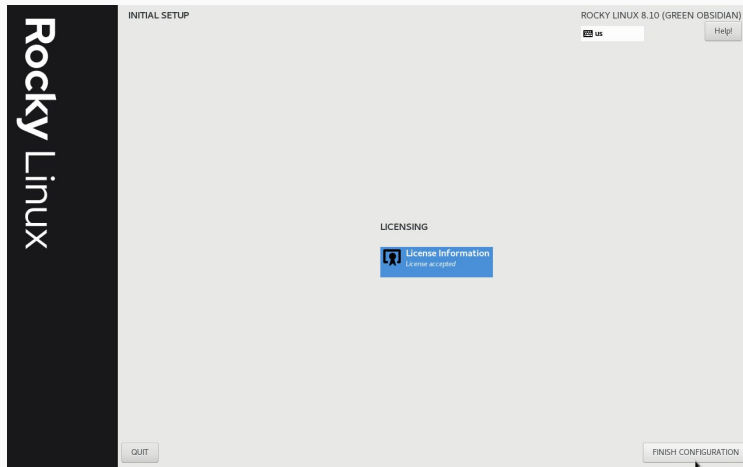 Rocky Linux
INITIAL SETUP
ROCKY LINUX 8.10 (GREEN OBSIDIAN)
us
Help!
LICENSING
License Information
License accepted
QUIT
FINISH CONFIGURATION